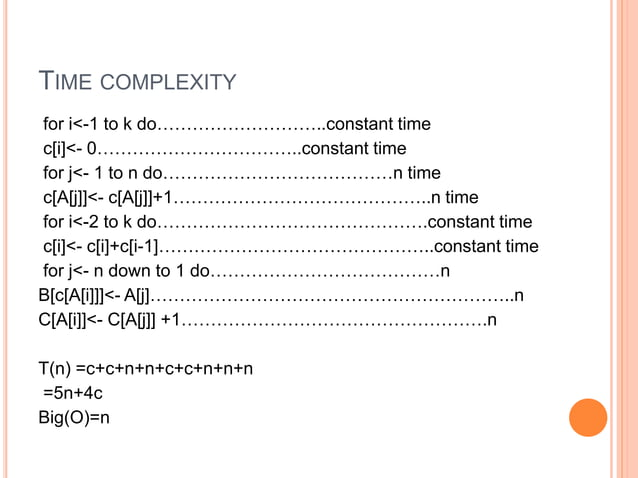 TIME COMPLEXITY
for i<-1 to k do………………………..constant time
c[i]<- 0……………………………..constant time
for j<- 1 to n do…………………………………n time
c[A[j]]<- c[A[j]]+1……………………………………..n time
for i<-2 to k do……………………………………….constant time
c[i]<- c[i]+c[i-1]………………………………………..constant time
for j<- n down to 1 do…………………………………n
B[c[A[i]]]<- A[j]……………………………………………………..n
C[A[i]]<- C[A[j]] +1…………………………………………….n
T(n) =c+c+n+n+c+c+n+n+n
=5n+4c
Big(O)=n